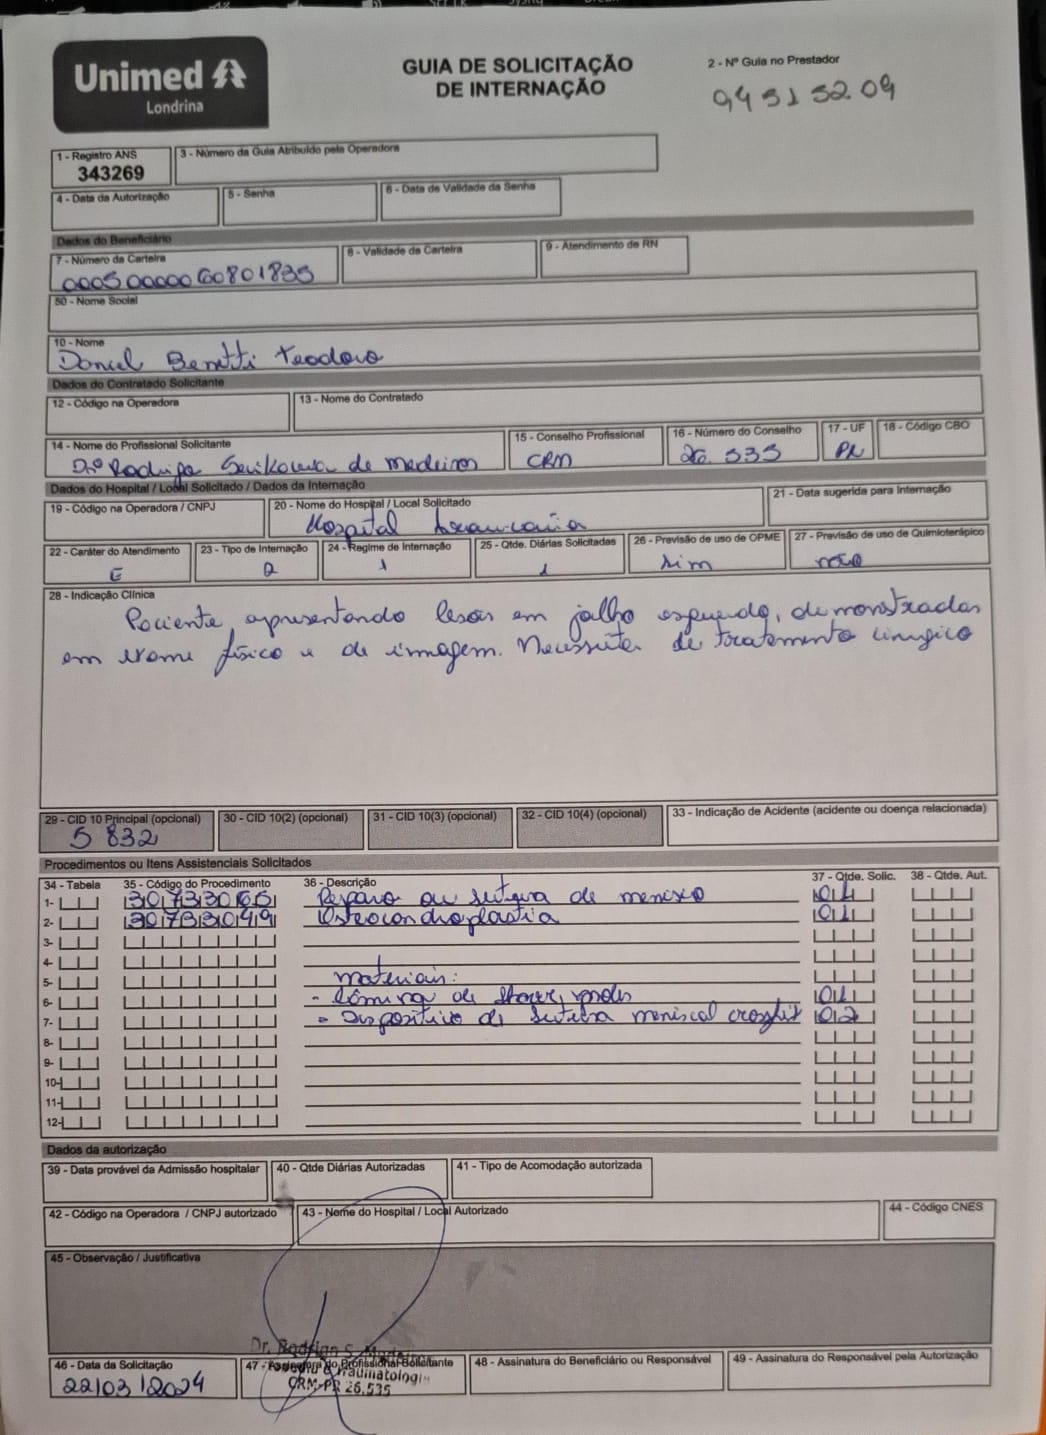 Unimed
Londrina
GUIA DE SOLICITAÇÃO
DE INTERNAÇÃO
2 - Nº Guia no Prestador
94515209
1 - Registro ANS
343269
3 - Número da Guia Atribuído pela Operadora
4 - Data da Autorização
5 - Senha
6 - Data de Validade da Senha
Dados do Beneficiário
7 - Número da Carteira
00050000060801835
8 - Validade da Carteira
9 - Atendimento de RN
50 - Nome Social
10 - Nome
Daniel Benetti Teodoro
Dados do Contratado Solicitante
12 - Código na Operadora
13 - Nome do Contratado
14 - Nome do Profissional Solicitante
Drº Rodrigo de Medeiros
15 - Conselho Profissional
CRM
16 - Número do Conselho
26.535
17 - UF
PR
18 - Código CBO
Dados do Hospital / Local Solicitado / Dados da Internação
19 - Código na Operadora / CNPJ
20 - Nome do Hospital / Local Solicitado
Hospital Araucária
21 - Data sugerida para Internação
22 - Caráter do Atendimento
E
23 - Tipo de Internação
2
24 - Regime de Internação
1
25 - Qtde. Diárias Solicitadas
1
26 - Previsão de uso de OPME
sim
27 - Previsão de uso de Quimioterápico
não
28 - Indicação Clínica
Paciente apresentando lesões em joelho esquerdo, demonstradas
em exame físico e de imagem. Necessita de tratamento cirúrgico
29 - CID 10 Principal (opcional)
S 832
30 - CID 10(2) (opcional)
31 - CID 10(3) (opcional)
32 - CID 10(4) (opcional)
33 - Indicação de Acidente (acidente ou doença relacionada)
Procedimentos ou Itens Assistenciais Solicitados
34 - Tabela 35 - Código do Procedimento 36 - Descrição 37 - Qtde. Solic. 38 - Qtde. Aut.
1- Reparo ou sutura de menisco 01
2- 30733049 Osteocondroplastia 01
3-
4-
5- Materiais:
6- - Lâmina de Shaver 01
7- - Dispositivo de sutura meniscal 02
8-
9-
10-
11-
12-
Dados da autorização
39 - Data provável da Admissão hospitalar
40 - Qtde Diárias Autorizadas
41 - Tipo de Acomodação autorizada
42 - Código na Operadora / CNPJ autorizado
43 - Nome do Hospital / Local Autorizado
44 - Código CNES
45 - Observação / Justificativa
46 - Data da Solicitação
22/03/2024
Dr. Rodrigo S.
47 - Assinatura do Profissional Solicitante
CRM-PR 26.535
48 - Assinatura do Beneficiário ou Responsável
49 - Assinatura do Responsável pela Autorização